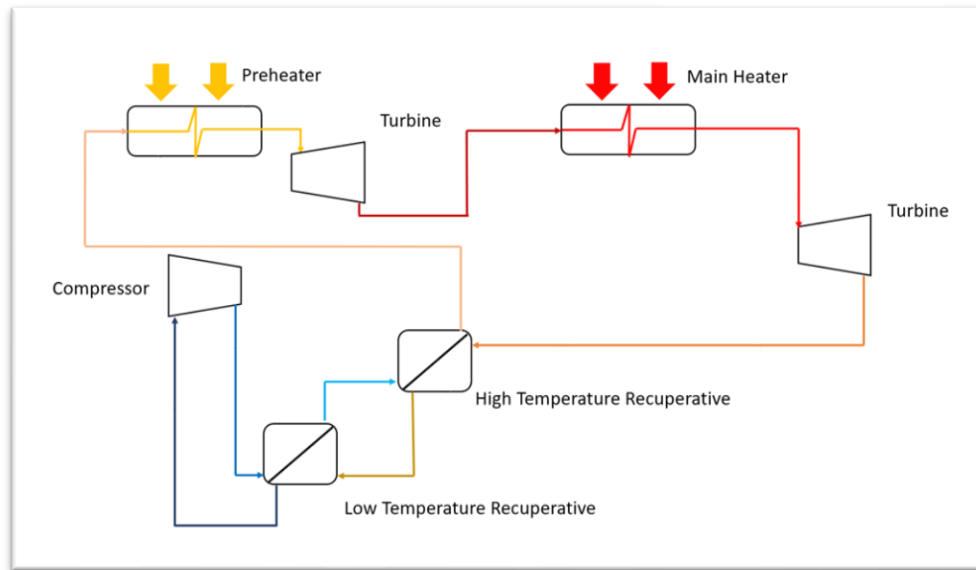 Preheater
Main Heater
Turbine
Turbine
Compressor
High Temperature Recuperative
Low Temperature Recuperative